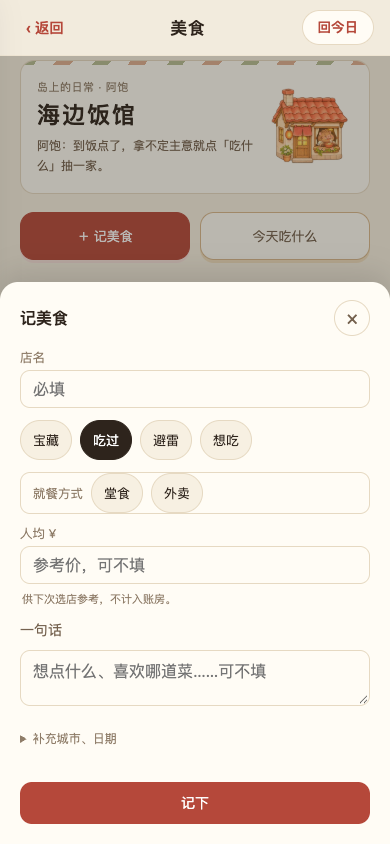 ‹ 返回
美食
回今日
岛上的日常 · 阿饱
海边饭馆
阿饱：到饭点了，拿不定主意就点「吃什
么」抽一家。
＋ 记美食
今天吃什么
记美食
×
店名
必填
宝藏
吃过
避雷
想吃
就餐方式
堂食
外卖
人均 ¥
参考价，可不填
供下次选店参考，不计入账房。
一句话
想点什么、喜欢哪道菜……可不填
▸ 补充城市、日期
记下